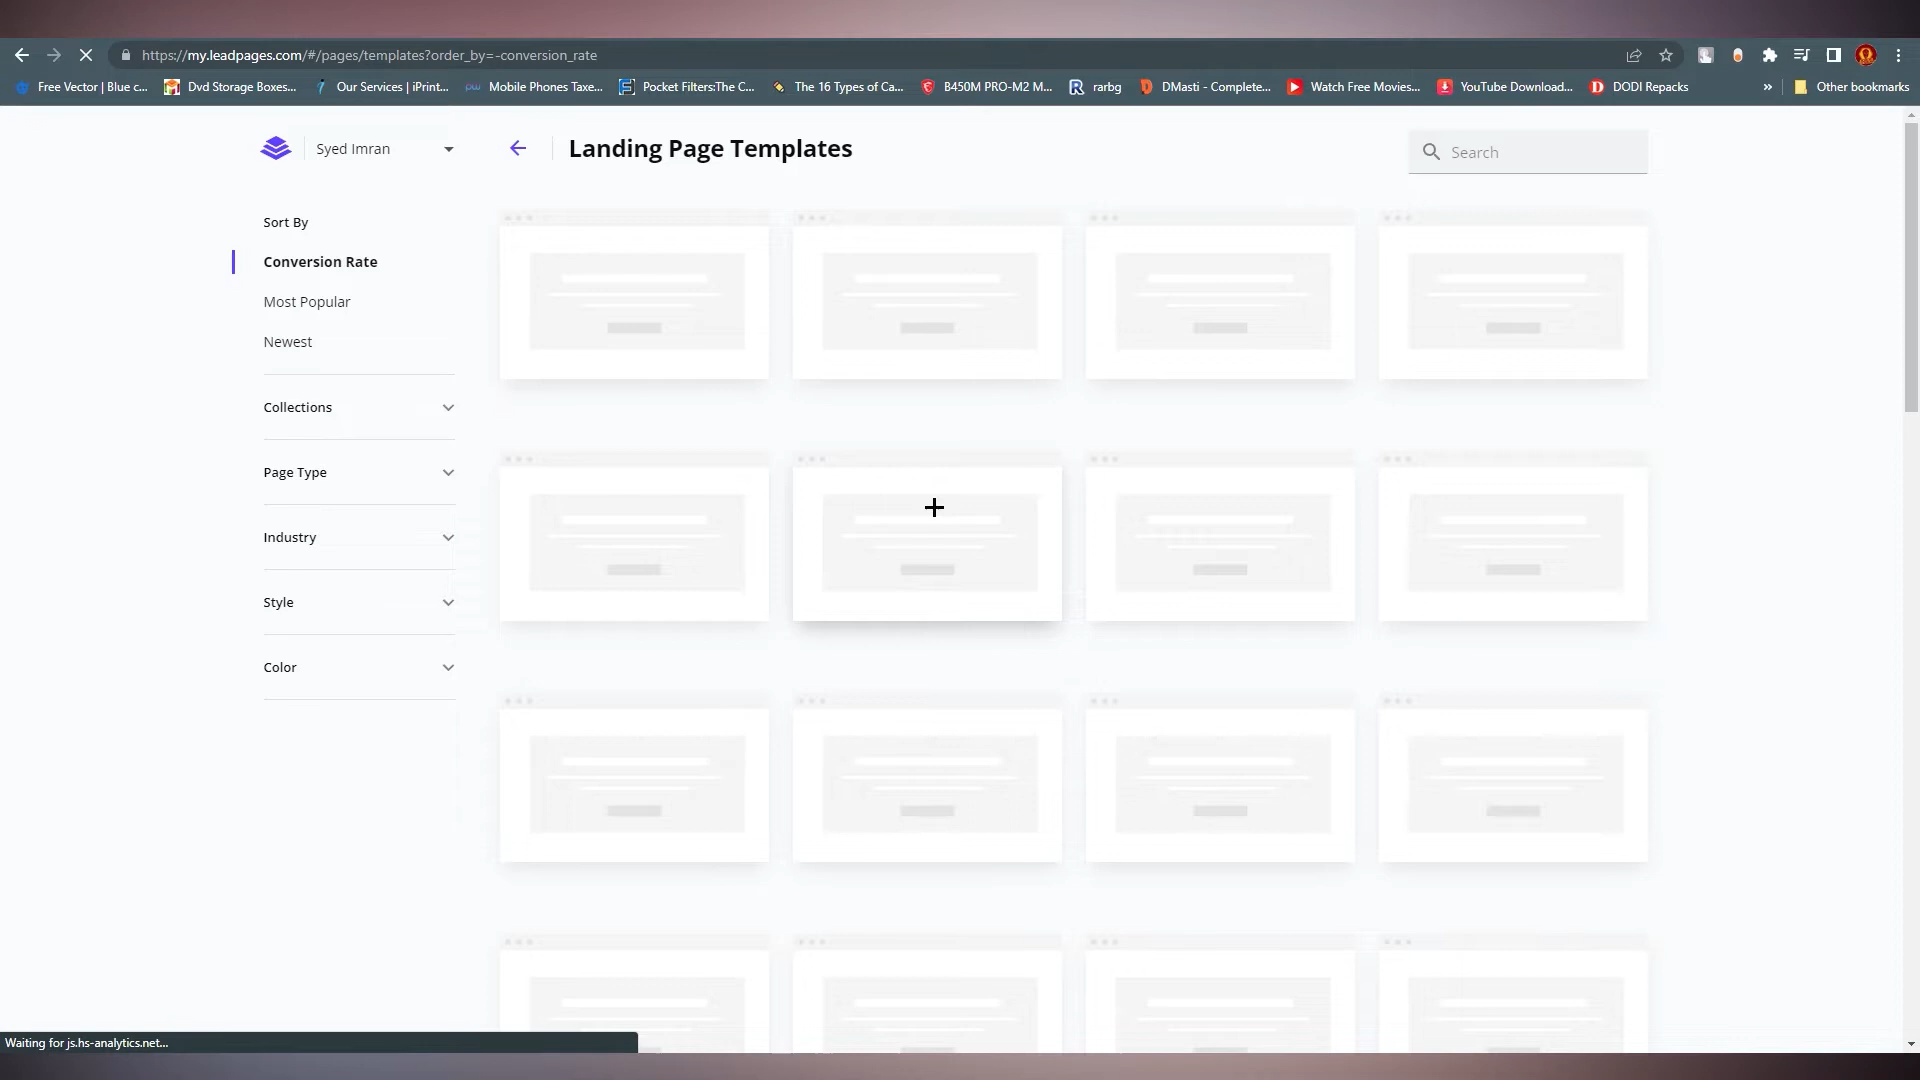 https://my.leadpages.com/#/pages/templates?order_by=-conversion_rate
Free Vector | Blue c...
Dvd Storage Boxes...
Our Services | iPrint...
Mobile Phones Taxe...
Pocket Filters:The C...
The 16 Types of Ca...
B450M PRO-M2 M...
rarbg
DMasti - Complete...
Watch Free Movies...
YouTube Download...
DODI Repacks
»
Other bookmarks
Syed Imran
Landing Page Templates
Search
Sort By
Conversion Rate
Most Popular
Newest
Collections
Page Type
Industry
Style
Color
Waiting for js.hs-analytics.net...